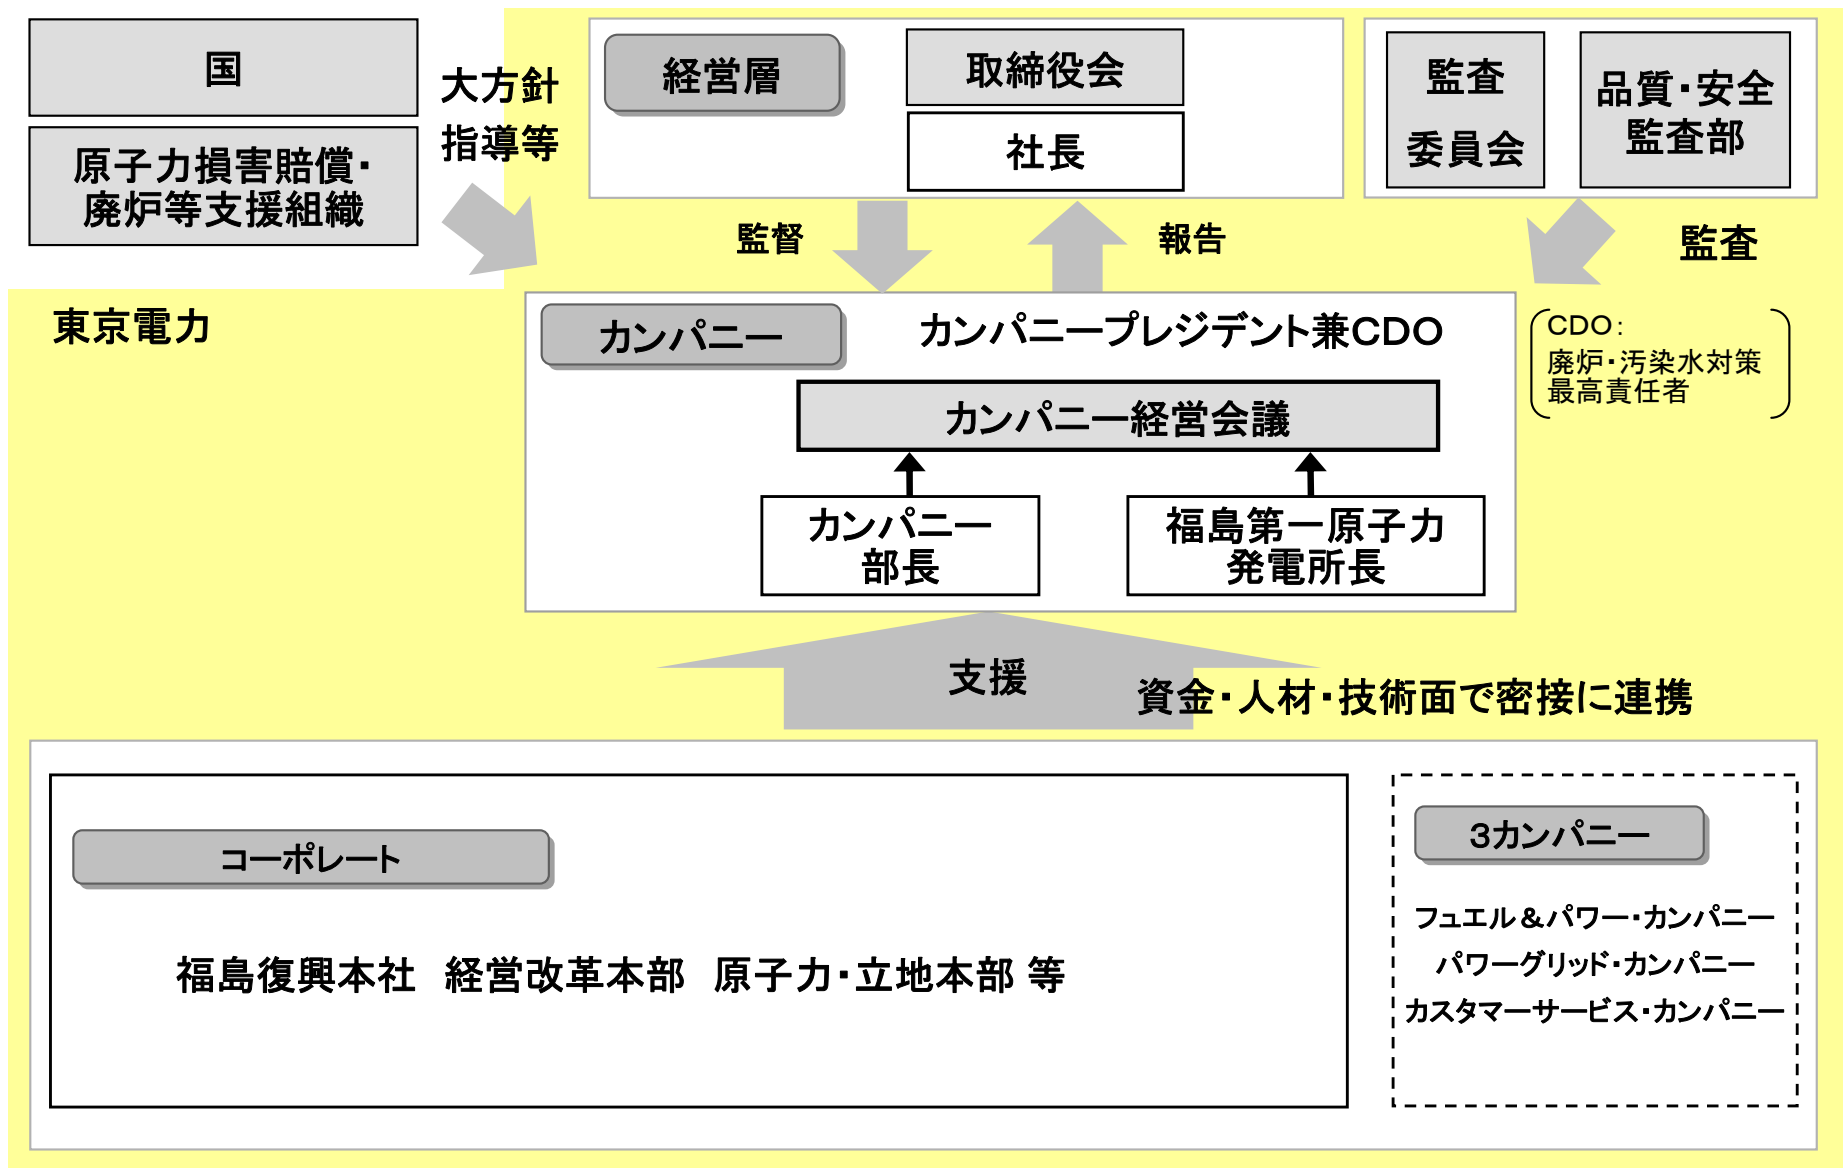 国
原子力損害賠償・
廃炉等支援組織
大方針
指導等
経営層
取締役会
社長
監査
委員会
品質・安全
監査部
監督
報告
監査
東京電力
カンパニー
カンパニープレジデント兼CDO
CDO:
廃炉・汚染水対策
最高責任者
カンパニー経営会議
カンパニー
部長
福島第一原子力
発電所長
支援
資金・人材・技術面で密接に連携
コーポレート
福島復興本社　経営改革本部　原子力・立地本部 等
3カンパニー
フュエル&パワー・カンパニー
パワーグリッド・カンパニー
カスタマーサービス・カンパニー